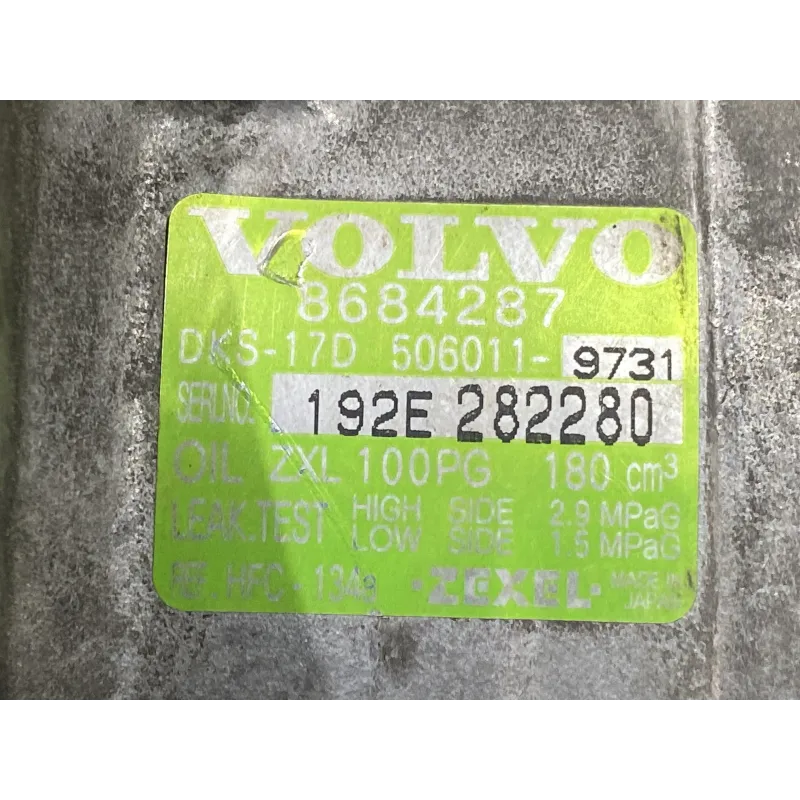 VOLVO
8684287
DKS-17D 506011-9731
SERI.NO. 192E 282280
OIL ZXL 100PG 180 cm³
LEAK.TEST HIGH SIDE 2.9 MPaG
LOW SIDE 1.5 MPaG
REF. HFC-134a ·ZEXEL· MADE IN JAPAN